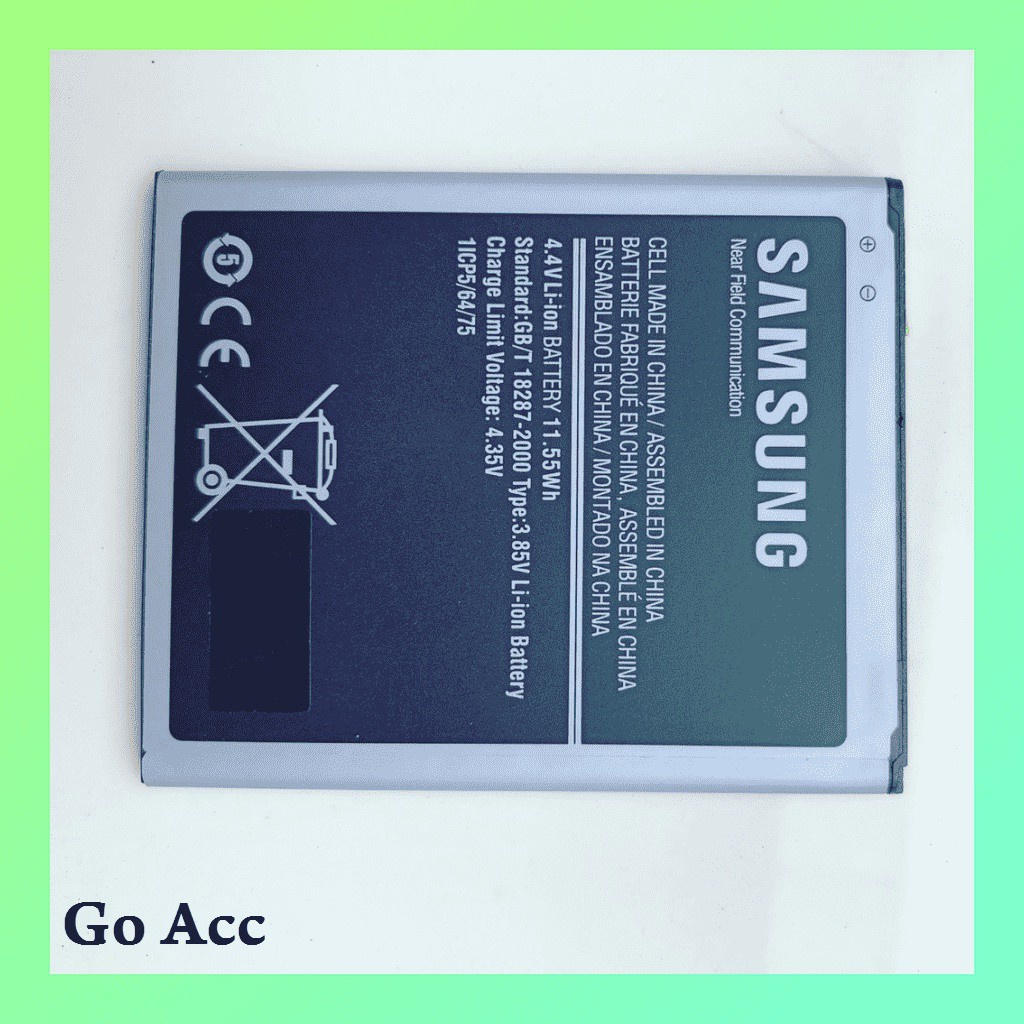 SAMSUNG
Near Field Communication
CELL MADE IN CHINA / ASSEMBLED IN CHINA
BATTERIE FABRIQUÉ EN CHINA, ASSEMBLÉ EN CHINA
ENSAMBLADO EN CHINA / MONTADO NA CHINA
4.4V Li-ion BATTERY 11.55Wh
Standard:GB/T 18287-2000 Type:3.85V Li-ion Battery
Charge Limit Voltage: 4.35V
1ICP5/64/75
5 CE
Go Acc